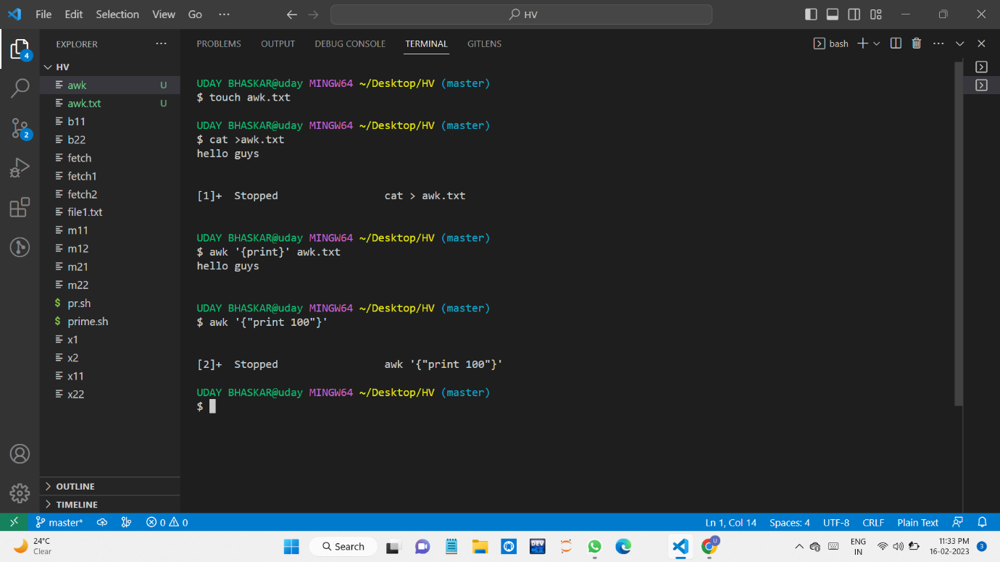 File Edit Selection View Go ··· HV
EXPLORER ···
PROBLEMS OUTPUT DEBUG CONSOLE TERMINAL GITLENS
bash
HV
awk U
awk.txt U
b11
b22
fetch
fetch1
fetch2
file1.txt
m11
m12
m21
m22
$ pr.sh
$ prime.sh
x1
x2
x11
x22
OUTLINE
TIMELINE
4
2
UDAY BHASKAR@uday MINGW64 ~/Desktop/HV (master)
$ touch awk.txt
UDAY BHASKAR@uday MINGW64 ~/Desktop/HV (master)
$ cat >awk.txt
hello guys
[1]+  Stopped                 cat > awk.txt
UDAY BHASKAR@uday MINGW64 ~/Desktop/HV (master)
$ awk '{print}' awk.txt
hello guys
UDAY BHASKAR@uday MINGW64 ~/Desktop/HV (master)
$ awk '{"print 100"}'
[2]+  Stopped                 awk '{"print 100"}'
UDAY BHASKAR@uday MINGW64 ~/Desktop/HV (master)
$
master* 0 0 Ln 1, Col 14 Spaces: 4 UTF-8 CRLF Plain Text
24°C
Clear
Search
DEV
U
ENG
IN
11:33 PM
16-02-2023
3